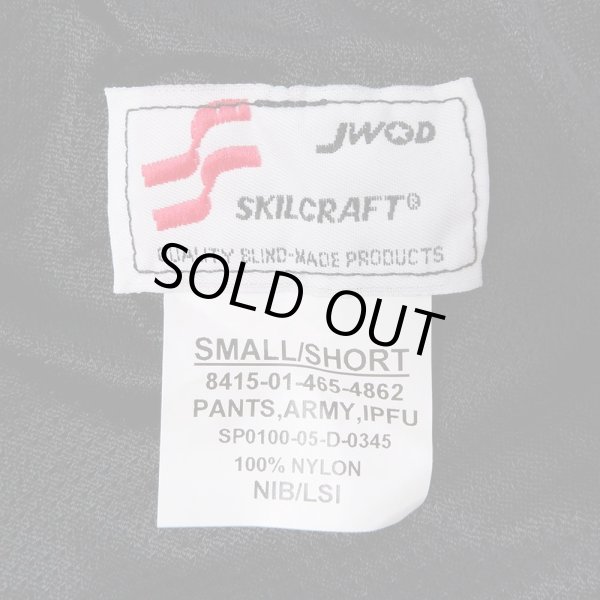 JWOD
SKILCRAFT®
QUALITY BLIND-MADE PRODUCTS
SOLD OUT
SMALL/SHORT
8415-01-465-4862
PANTS,ARMY,IPFU
SP0100-05-D-0345
100% NYLON
NIB/LSI